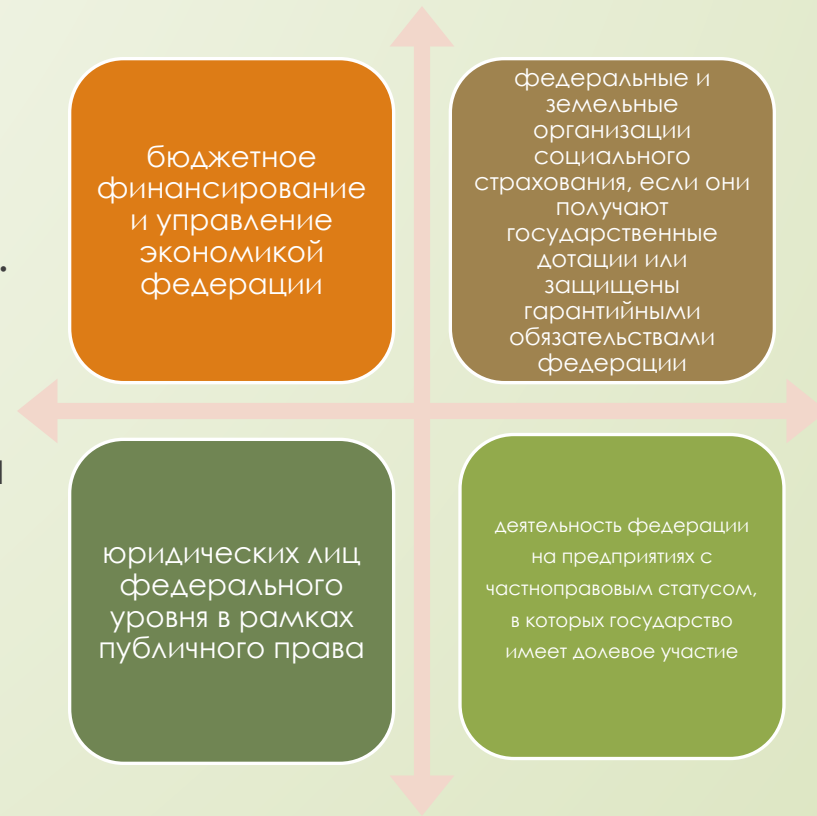 бюджетное
финансирование
и управление
экономикой
федерации
федеральные и
земельные
организации
социального
страхования, если они
получают
государственные
дотации или
защищены
гарантийными
обязательствами
федерации
юридических лиц
федерального
уровня в рамках
публичного права
деятельность федерации
на предприятиях с
частноправовым статусом,
в которых государство
имеет долевое участие